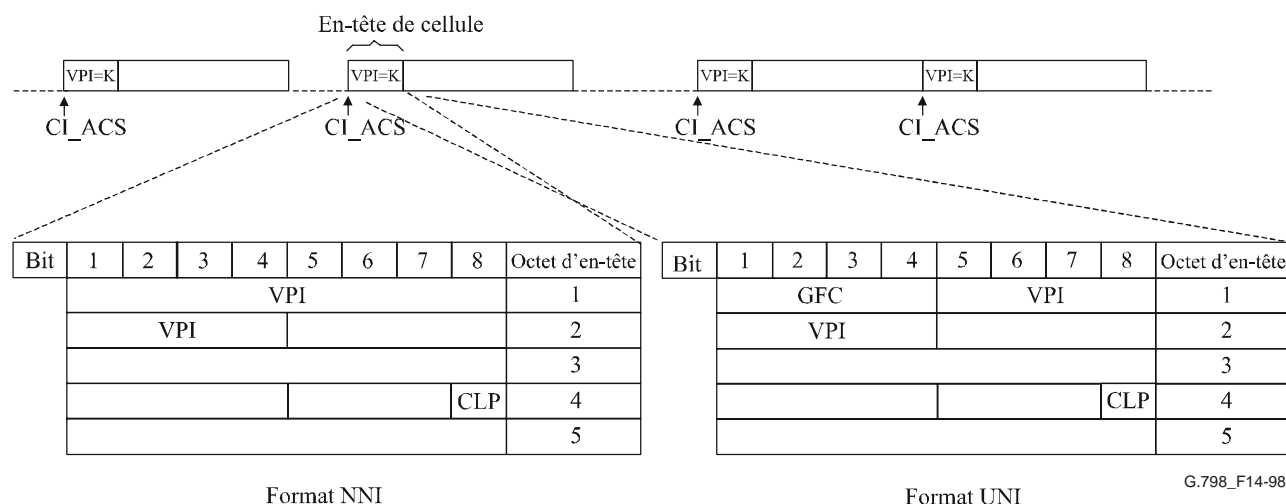 En-tête de cellule
VPI=K VPI=K VPI=K VPI=K
CI_ACS CI_ACS CI_ACS CI_ACS
Bit 1 2 3 4 5 6 7 8 Octet d'en-tête
VPI 1
VPI 2
3
CLP 4
5
Format NNI
Bit 1 2 3 4 5 6 7 8 Octet d'en-tête
GFC VPI 1
VPI 2
3
CLP 4
5
Format UNI
G.798_F14-98